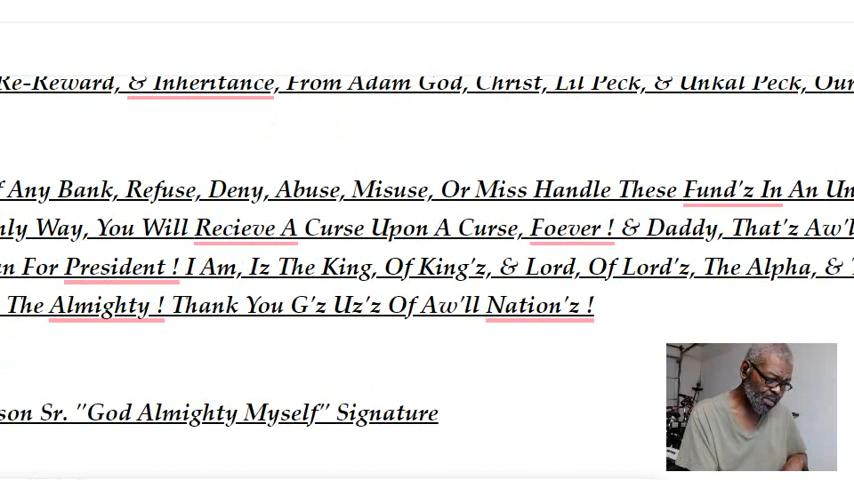 Re-Reward, & Inheritance, From Adam God, Christ, Lil Peck, & Unkal Peck, Our
Any Bank, Refuse, Deny, Abuse, Misuse, Or Miss Handle These Fund'z In An Un
nly Way, You Will Recieve A Curse Upon A Curse, Foever ! & Daddy, That'z Aw'l
n For President ! I Am, Iz The King, Of King'z, & Lord, Of Lord'z, The Alpha, &
The Almighty ! Thank You G'z Uz'z Of Aw'll Nation'z !
son Sr. "God Almighty Myself" Signature